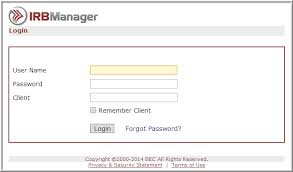 IRBManager
Login
User Name
Password
Client
Remember Client
Login Forgot Password?
Copyright ©2000-2014 BEC All Rights Reserved.
Privacy & Security Statement | Terms of Use